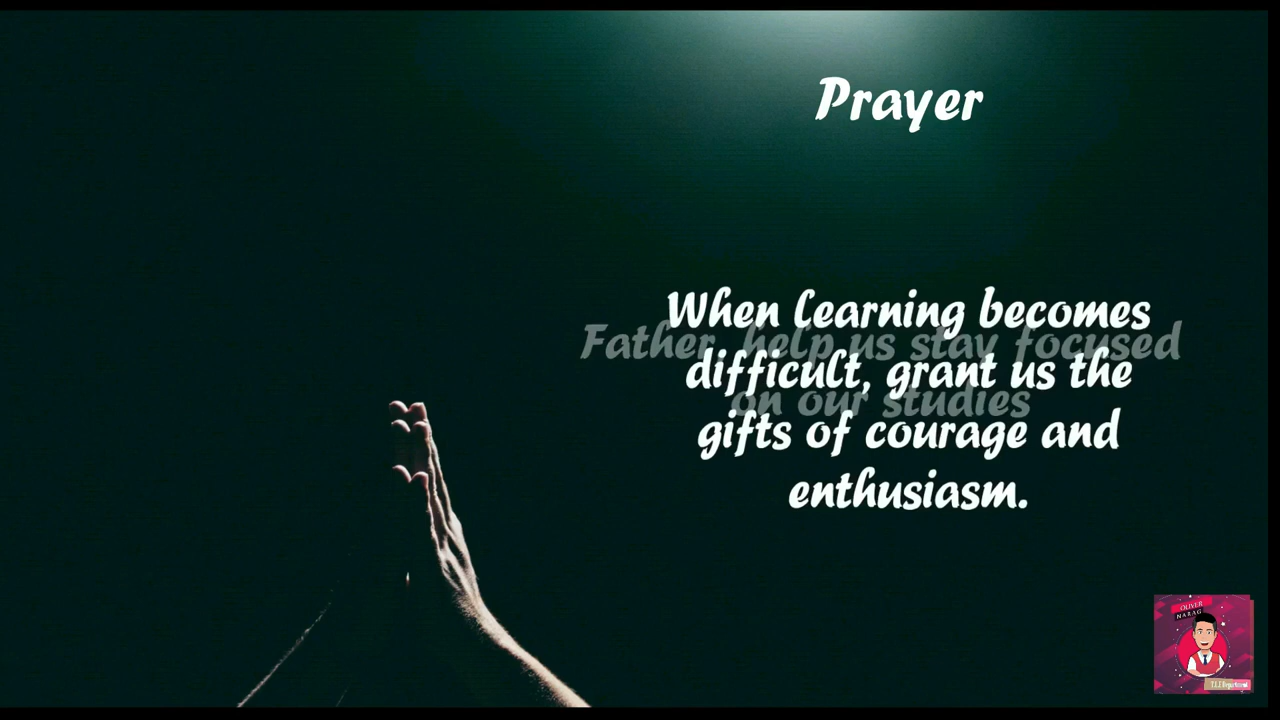 Prayer
When learning becomes
Father, help us stay focused
difficult, grant us the
on our studies
gifts of courage and
enthusiasm.
OLIVER
NARAG